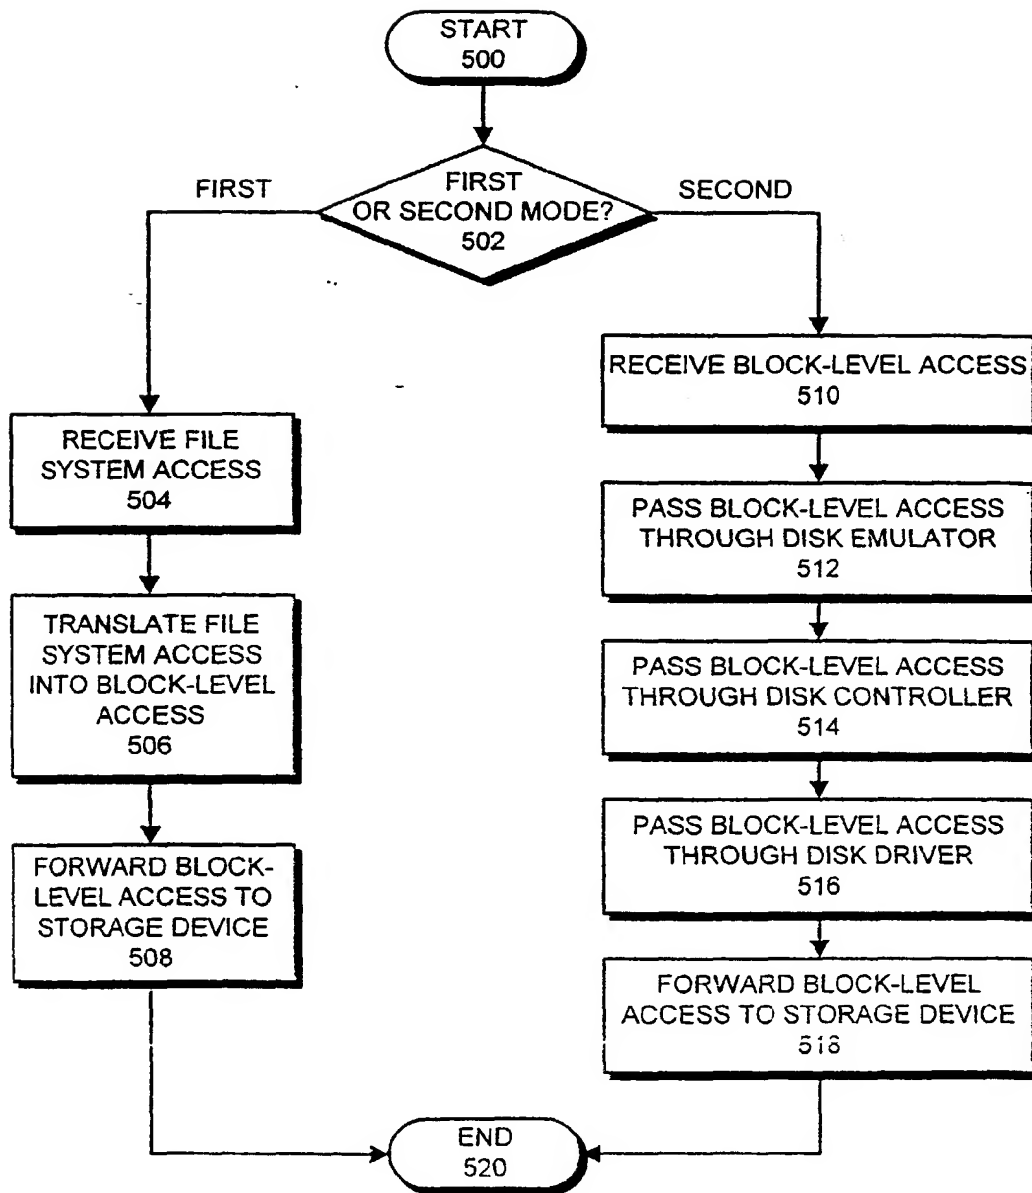 START
500
FIRST
OR SECOND MODE?
502
FIRST
SECOND
RECEIVE FILE
SYSTEM ACCESS
504
TRANSLATE FILE
SYSTEM ACCESS
INTO BLOCK-LEVEL
ACCESS
506
FORWARD BLOCK-
LEVEL ACCESS TO
STORAGE DEVICE
508
RECEIVE BLOCK-LEVEL ACCESS
510
PASS BLOCK-LEVEL ACCESS
THROUGH DISK EMULATOR
512
PASS BLOCK-LEVEL ACCESS
THROUGH DISK CONTROLLER
514
PASS BLOCK-LEVEL ACCESS
THROUGH DISK DRIVER
516
FORWARD BLOCK-LEVEL
ACCESS TO STORAGE DEVICE
518
END
520